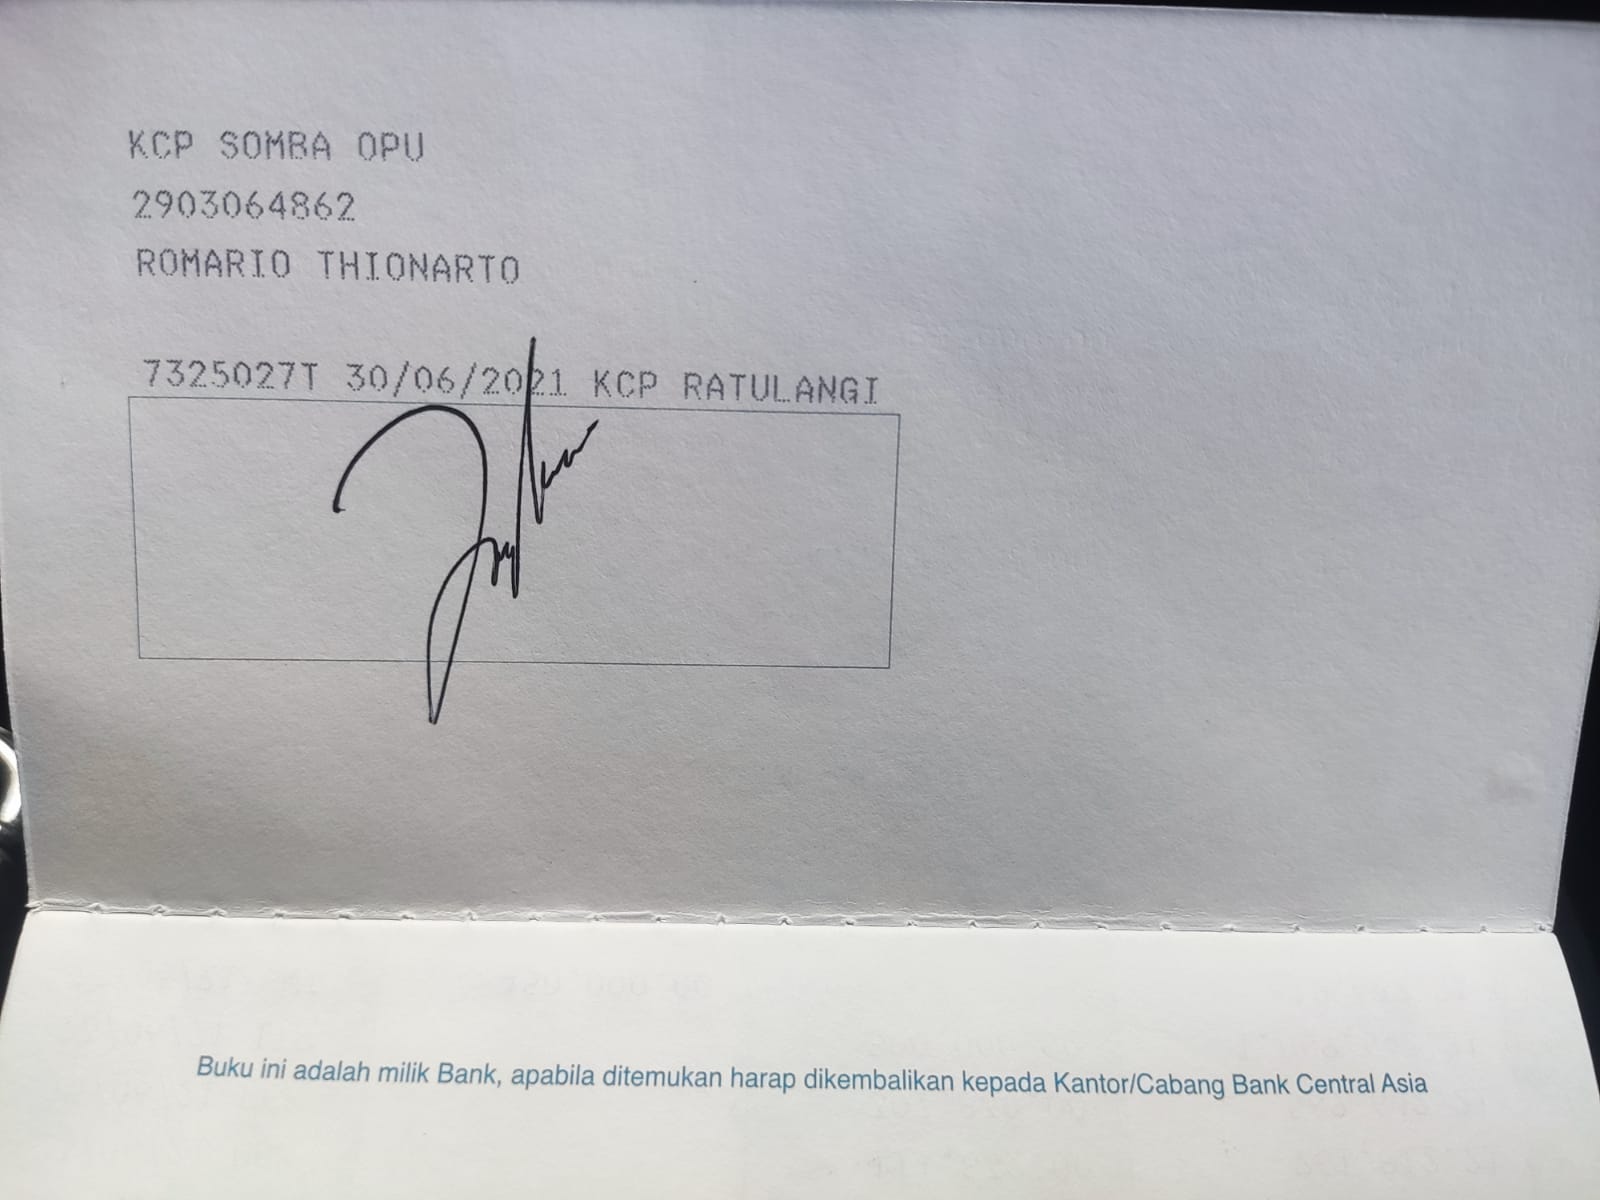 KCP SOMBA OPU
2903064862
ROMARIO THIONARTO
7325027T 30/06/2021 KCP RATULANGI
Buku ini adalah milik Bank, apabila ditemukan harap dikembalikan kepada Kantor/Cabang Bank Central Asia